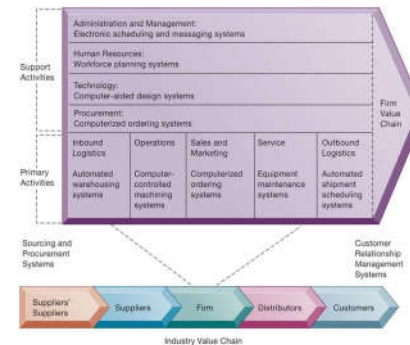 Administration and Management:
Electronic scheduling and messaging systems
Human Resources:
Workforce planning systems
Support
Activities
Technology:
Computer-aided design systems
Procurement:
Computerized ordering systems
Firm
Value
Chain
Primary
Activities
Inbound
Logistics
Automated
warehousing
systems
Operations
Computer-
controlled
machining
systems
Sales and
Marketing
Computerized
ordering
systems
Service
Equipment
maintenance
systems
Outbound
Logistics
Automated
shipment
scheduling
systems
Sourcing and
Procurement
Systems
Customer
Relationship
Management
Systems
Suppliers'
Suppliers
Suppliers
Firm
Distributors
Customers
Industry Value Chain